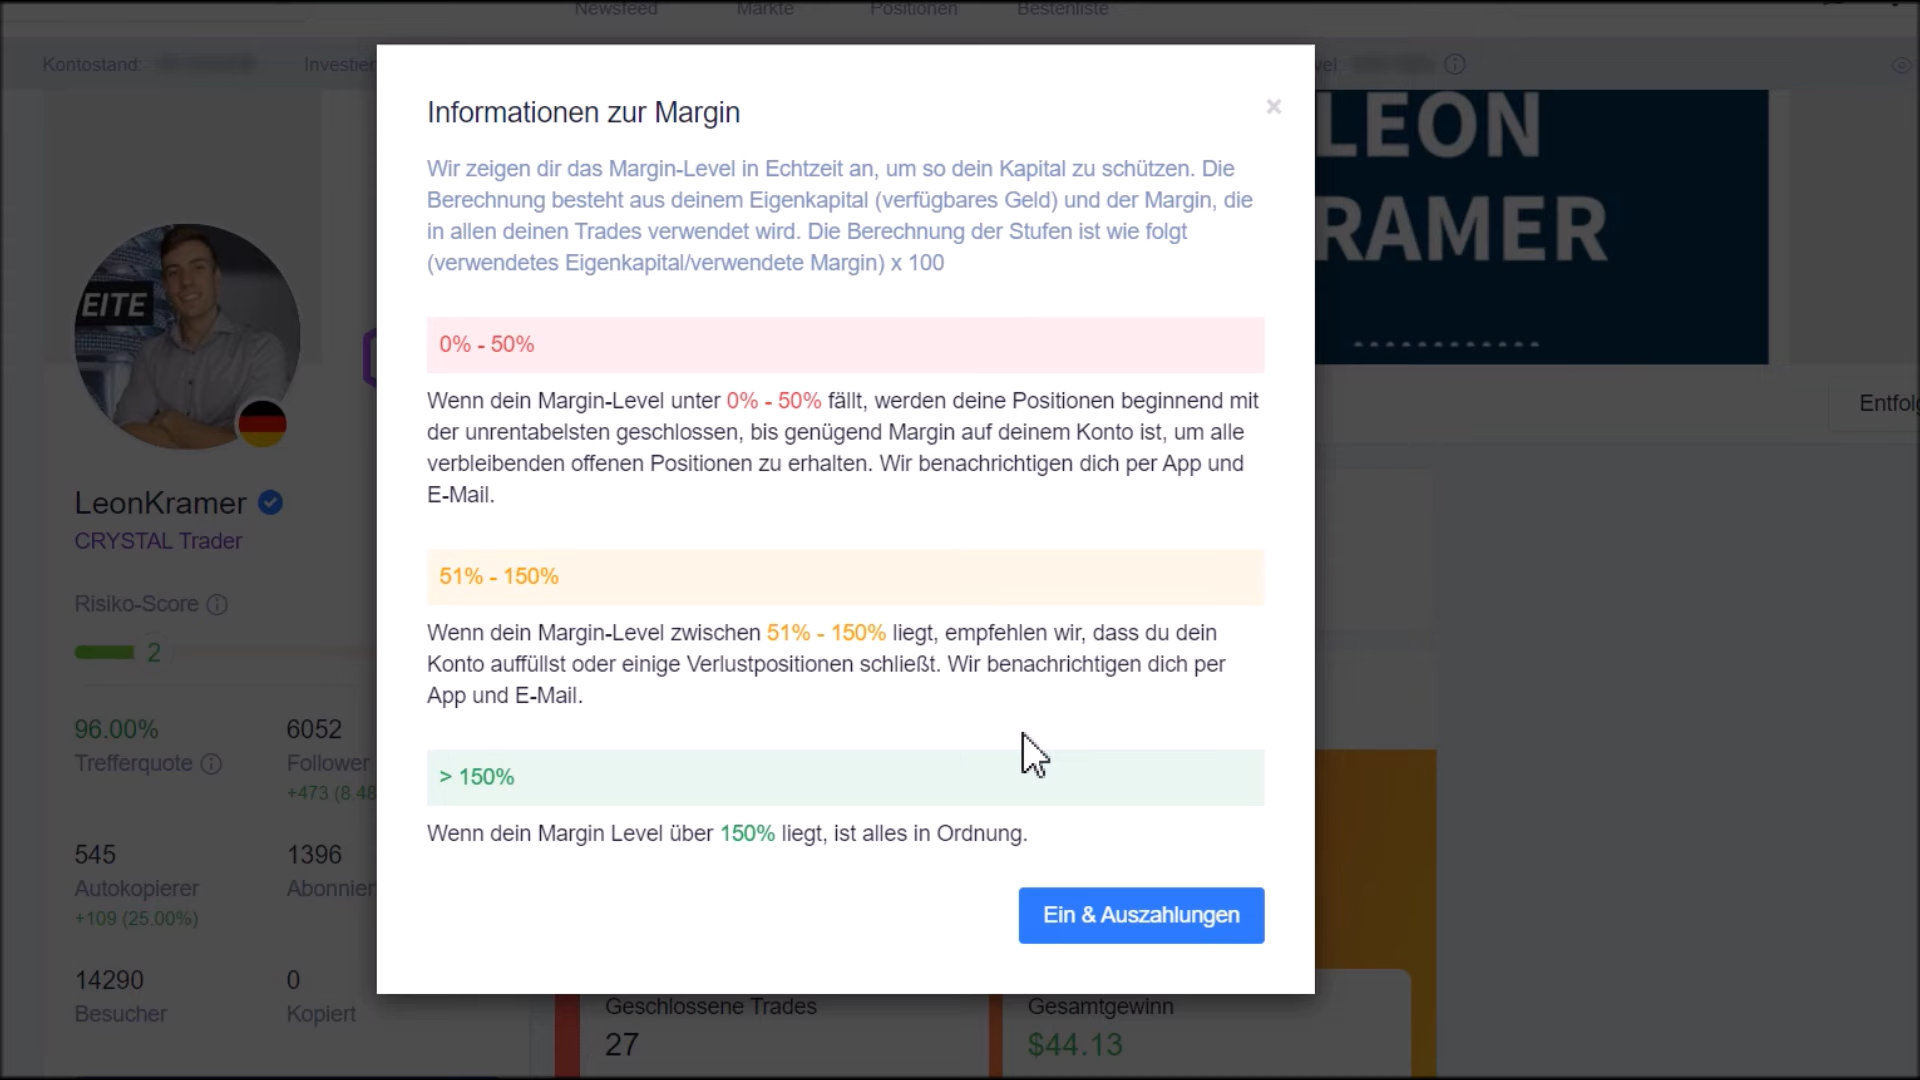 Newsfeed Märkte Positionen Bestenliste
Kontostand: Investier
vel:
Informationen zur Margin
×
Wir zeigen dir das Margin-Level in Echtzeit an, um so dein Kapital zu schützen. Die
Berechnung besteht aus deinem Eigenkapital (verfügbares Geld) und der Margin, die
in allen deinen Trades verwendet wird. Die Berechnung der Stufen ist wie folgt
(verwendetes Eigenkapital/verwendete Margin) x 100
0% - 50%
Wenn dein Margin-Level unter 0% - 50% fällt, werden deine Positionen beginnend mit
der unrentabelsten geschlossen, bis genügend Margin auf deinem Konto ist, um alle
verbleibenden offenen Positionen zu erhalten. Wir benachrichtigen dich per App und
E-Mail.
51% - 150%
Wenn dein Margin-Level zwischen 51% - 150% liegt, empfehlen wir, dass du dein
Konto auffüllst oder einige Verlustpositionen schließt. Wir benachrichtigen dich per
App und E-Mail.
> 150%
Wenn dein Margin Level über 150% liegt, ist alles in Ordnung.
Ein & Auszahlungen
LEON
KRAMER
Entfolg
EITE
LeonKramer
CRYSTAL Trader
Risiko-Score
2
96.00% 6052
Trefferquote Follower
+473 (8.48
545 1396
Autokopierer Abonnier
+109 (25.00%)
14290 0
Besucher Kopiert
Geschlossene Trades
27
Gesamtgewinn
$44.13